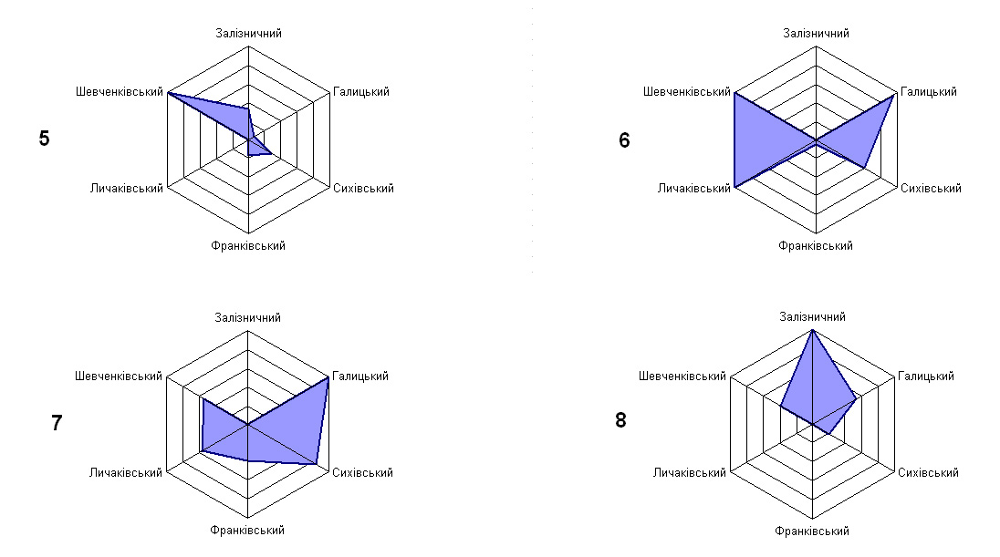 Залізничний
Шевченківський
Галицький
5
Личаківський
Сихівський
Франківський
Залізничний
Шевченківський
Галицький
6
Личаківський
Сихівський
Франківський
Залізничний
Шевченківський
Галицький
7
Личаківський
Сихівський
Франківський
Залізничний
Шевченківський
Галицький
8
Личаківський
Сихівський
Франківський